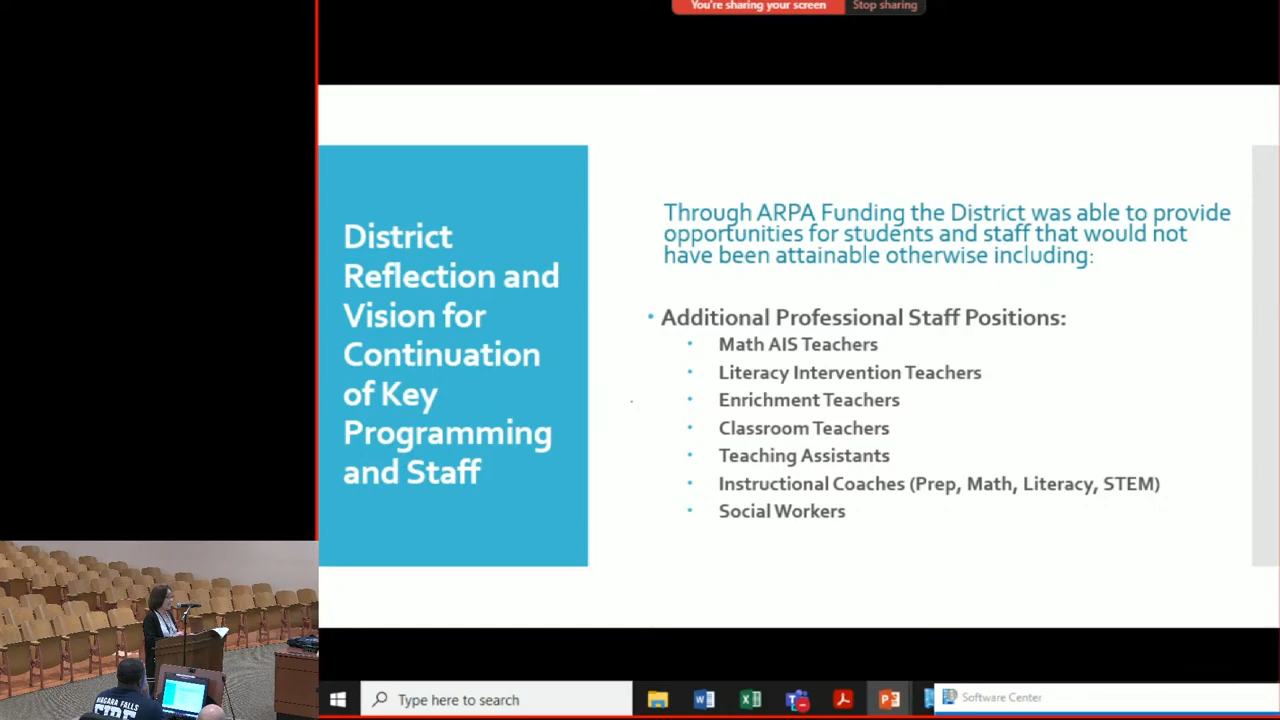 You're sharing your screen
Stop sharing
District
Reflection and
Vision for
Continuation
of Key
Programming
and Staff
Through ARPA Funding the District was able to provide
opportunities for students and staff that would not
have been attainable otherwise including:
• Additional Professional Staff Positions:
• Math AIS Teachers
• Literacy Intervention Teachers
• Enrichment Teachers
• Classroom Teachers
• Teaching Assistants
• Instructional Coaches (Prep, Math, Literacy, STEM)
• Social Workers
NIAGARA FALLS
Type here to search
Software Center